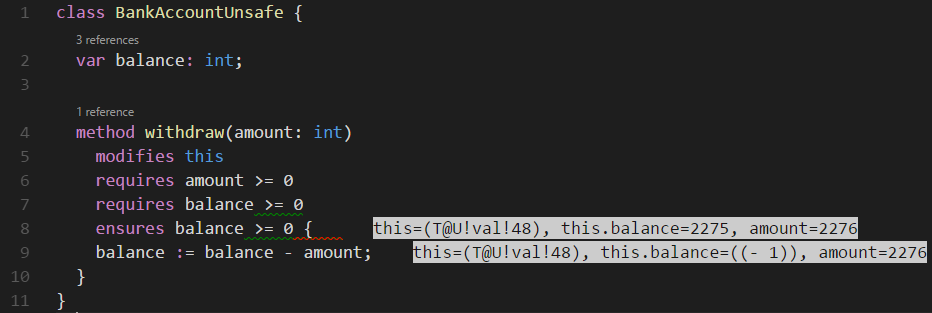 1 class BankAccountUnsafe {
3 references
2 var balance: int;
3
1 reference
4 method withdraw(amount: int)
5 modifies this
6 requires amount >= 0
7 requires balance >= 0
8 ensures balance >= 0 { this=(T@U!val!48), this.balance=2275, amount=2276
9 balance := balance - amount; this=(T@U!val!48), this.balance=((- 1)), amount=2276
10 }
11 }